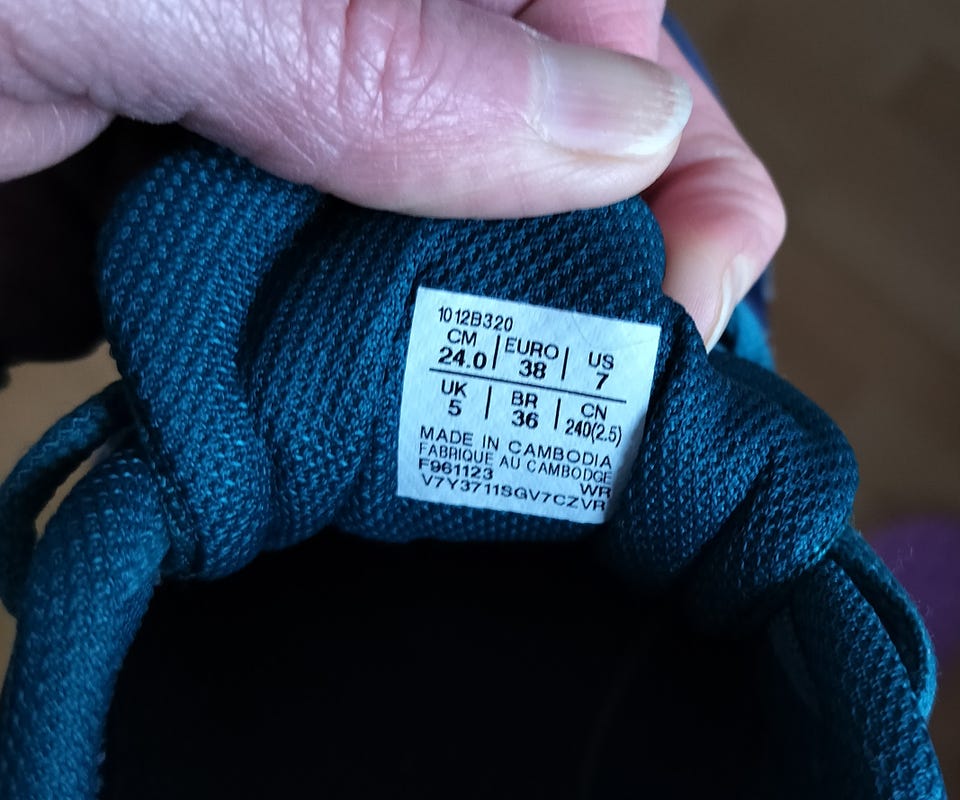 1012B320
CM EURO US
24.0 38 7
UK BR CN
5 36 240(2.5)
MADE IN CAMBODIA
FABRIQUE AU CAMBODGE
F961123 WR
V7Y3711SGV7CZVR